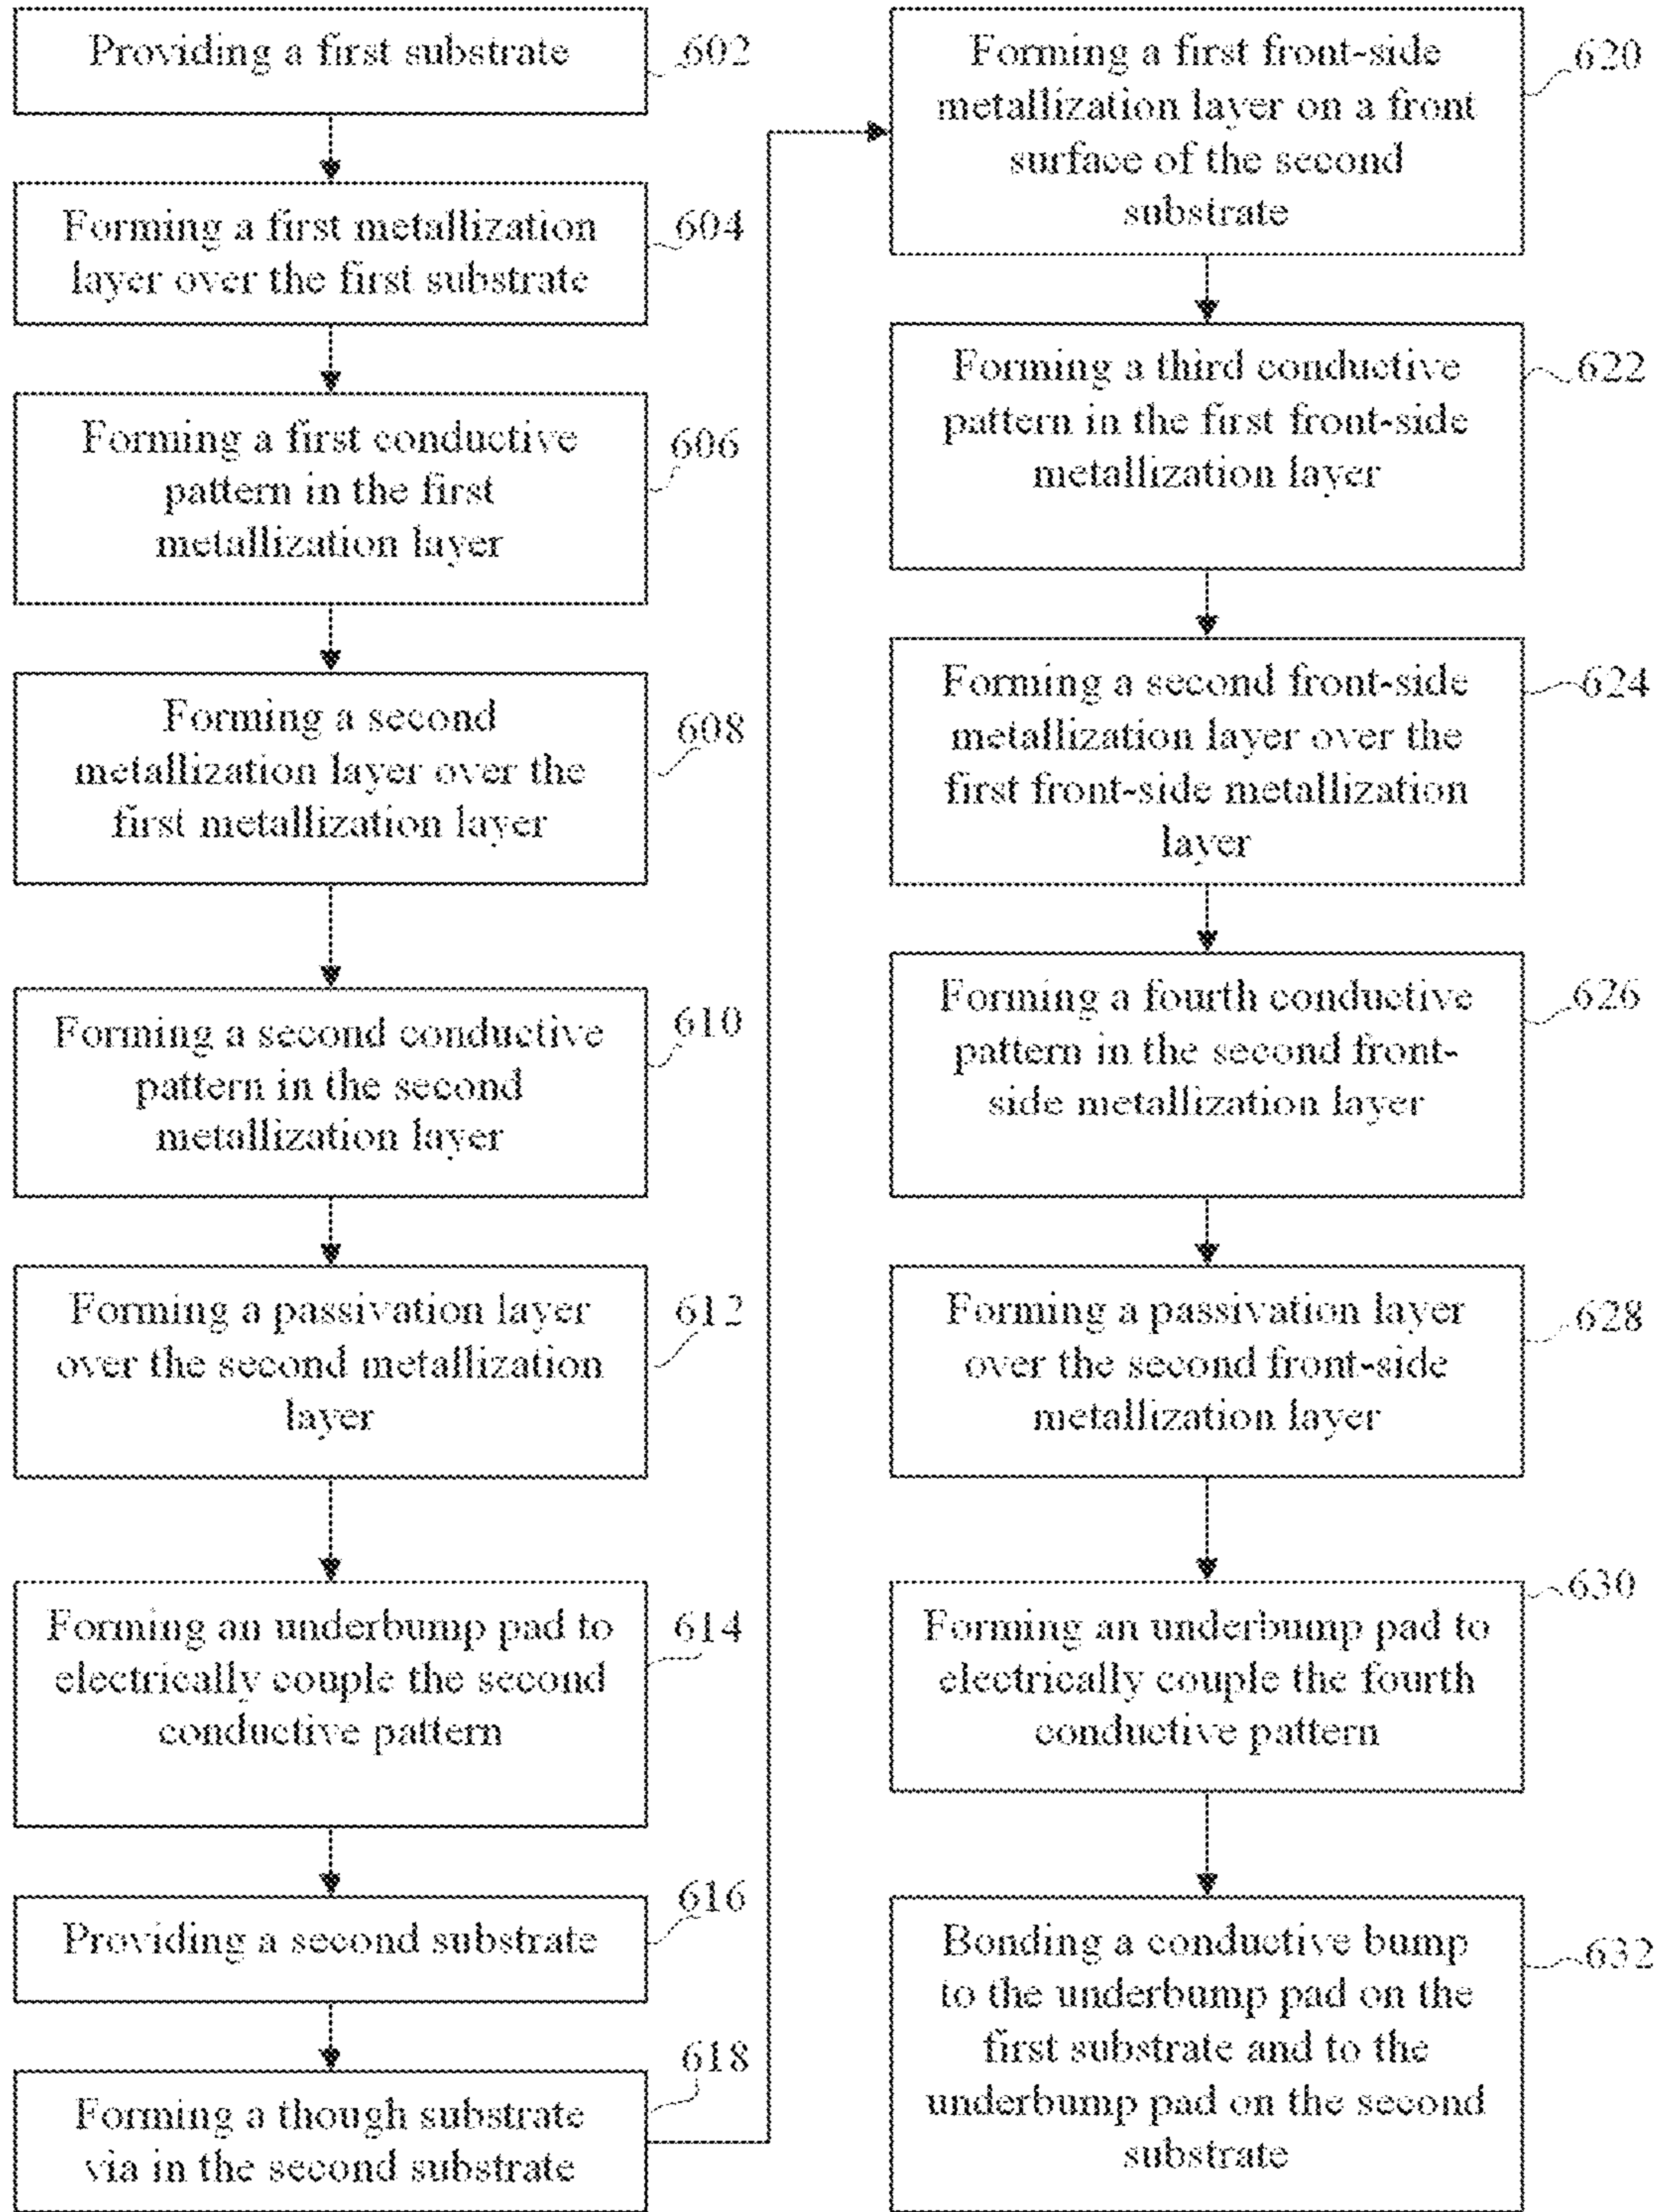 Providing a first substrate
602
Forming a first metallization
layer over the first substrate
604
Forming a first conductive
pattern in the first
metallization layer
606
Forming a second
metallization layer over the
first metallization layer
608
Forming a second conductive
pattern in the second
metallization layer
610
Forming a passivation layer
over the second metallization
layer
612
Forming an underbump pad to
electrically couple the second
conductive pattern
614
Providing a second substrate
616
Forming a though substrate
via in the second substrate
618
Forming a first front-side
metallization layer on a front
surface of the second
substrate
620
Forming a third conductive
pattern in the first front-side
metallization layer
622
Forming a second front-side
metallization layer over the
first front-side metallization
layer
624
Forming a fourth conductive
pattern in the second front-
side metallization layer
626
Forming a passivation layer
over the second front-side
metallization layer
628
Forming an underbump pad to
electrically couple the fourth
conductive pattern
630
Bonding a conductive bump
to the underbump pad on the
first substrate and to the
underbump pad on the second
substrate
632